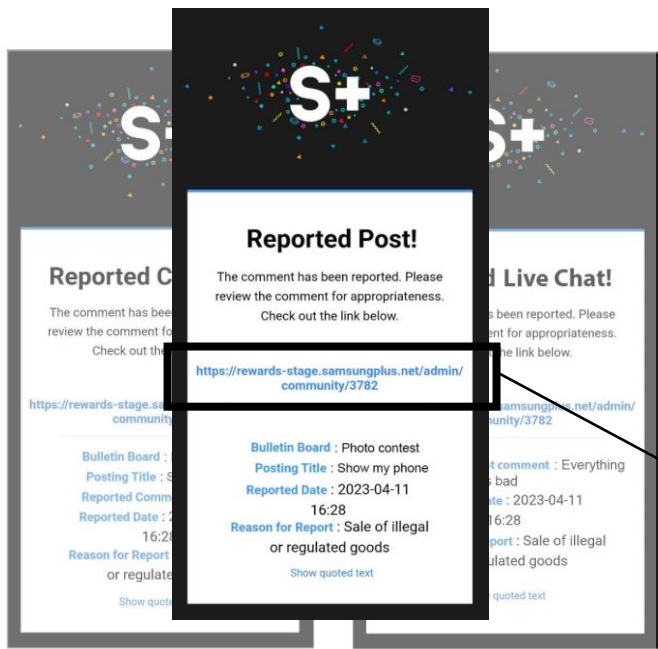 S+
Reported Post!
The comment has been reported. Please
review the comment for appropriateness.
Check out the link below.
https://rewards-stage.samsungplus.net/admin/
community/3782
Bulletin Board : Photo contest
Posting Title : Show my phone
Reported Date : 2023-04-11
16:28
Reason for Report : Sale of illegal
or regulated goods
Show quoted text
S
Reported C
The comment has bee
review the comment fo
Check out the
https://rewards-stage.sa
community
Bulletin Board :
Posting Title : S
Reported Comm
Reported Date : 2
16:28
Reason for Report
or regulate
Show quote
S+
d Live Chat!
s been reported. Please
ent for appropriateness.
he link below.
amsungplus.net/admin/
unity/3782
t comment : Everything
s bad
te : 2023-04-11
16:28
port : Sale of illegal
lated goods
quoted text